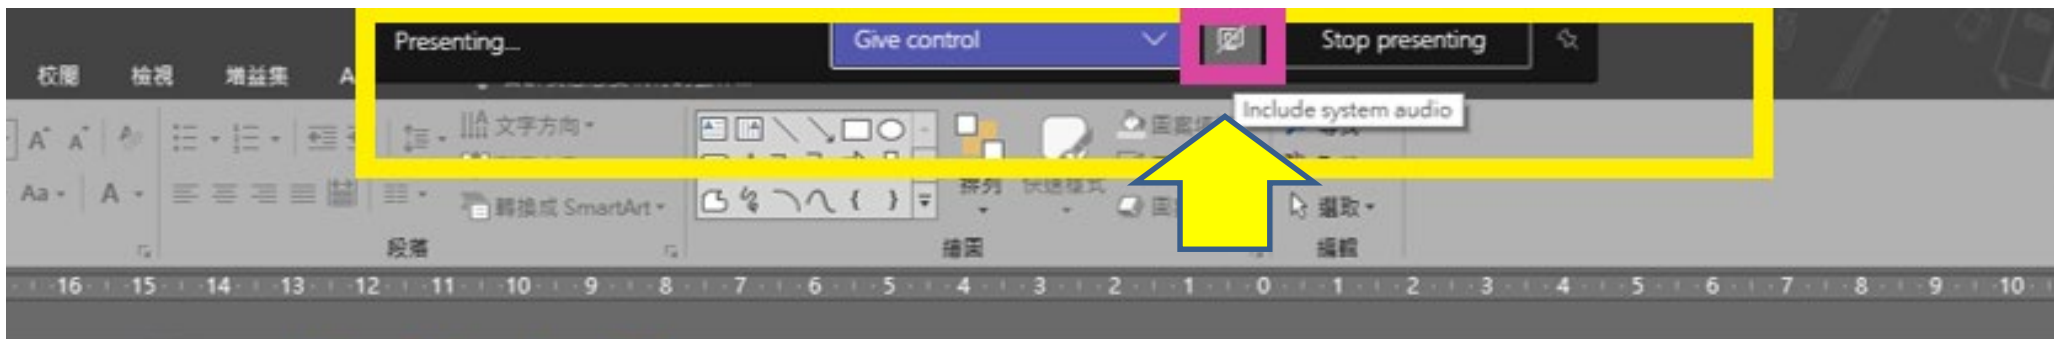 Presenting... Give control Stop presenting
校閱 檢視 增益集 A
Include system audio
A A
文字方向
Aa A
排列 快速樣式
轉換成 SmartArt 選取
段落 繪圖 編輯
16 15 14 13 12 11 10 9 8 7 6 5 4 3 2 1 0 1 2 3 4 5 6 7 8 9 10